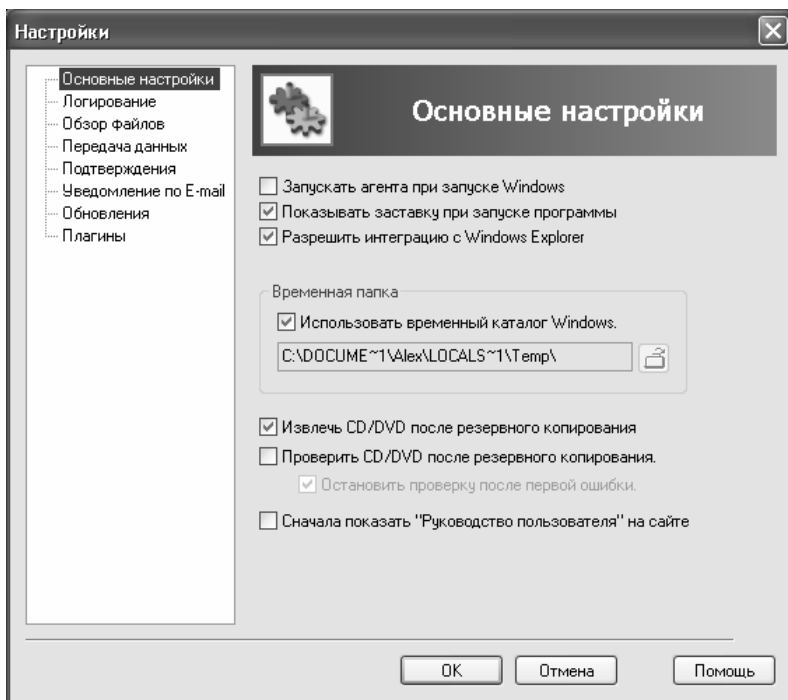 Настройки
Основные настройки
Логирование
Обзор файлов
Передача данных
Подтверждения
Уведомление по E-mail
Обновления
Плагины
Основные настройки
Запускать агента при запуске Windows
Показывать заставку при запуске программы
Разрешить интеграцию с Windows Explorer
Временная папка
Использовать временный каталог Windows.
C:\DOCUME~1\Alex\LOCALS~1\Temp\
Извлечь CD/DVD после резервного копирования
Проверить CD/DVD после резервного копирования.
Остановить проверку после первой ошибки.
Сначала показать "Руководство пользователя" на сайте
OK
Отмена
Помощь